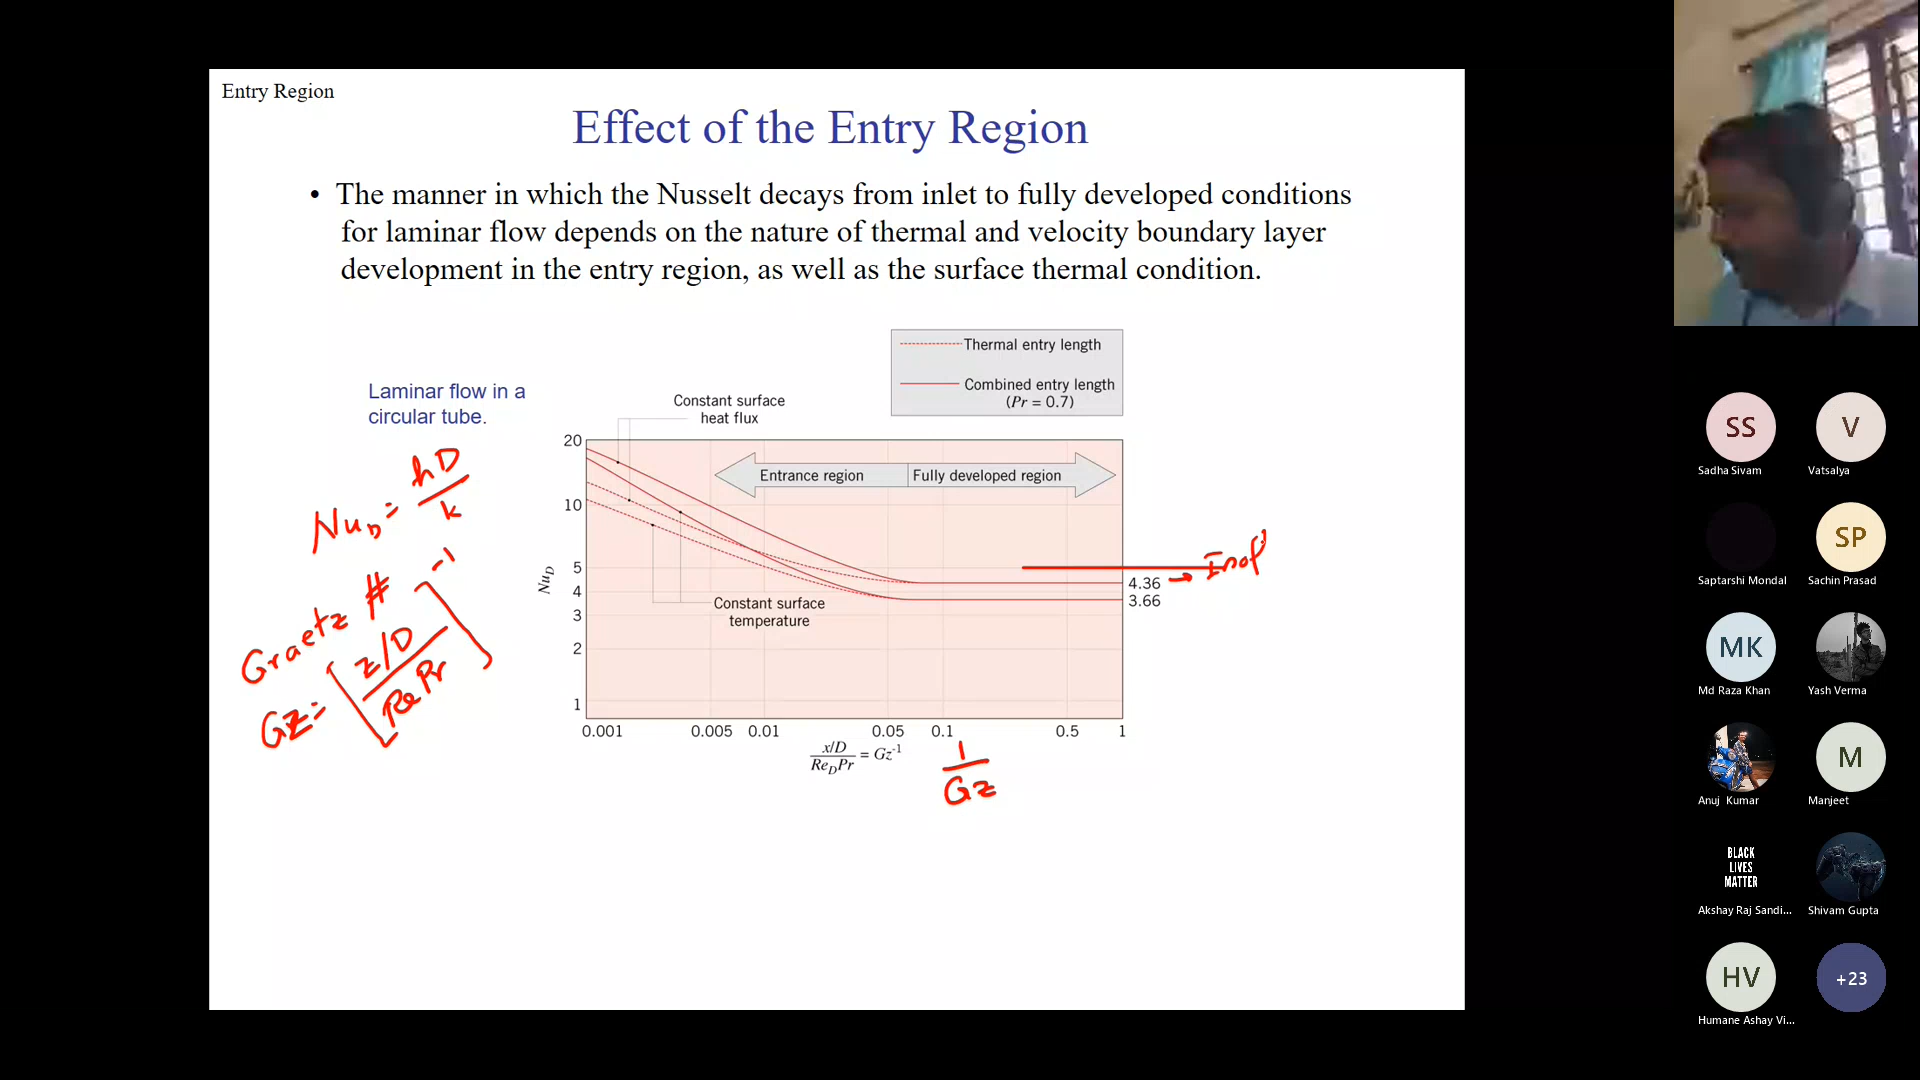 Entry Region
Effect of the Entry Region
• The manner in which the Nusselt decays from inlet to fully developed conditions
for laminar flow depends on the nature of thermal and velocity boundary layer
development in the entry region, as well as the surface thermal condition.
Thermal entry length
Combined entry length
(Pr = 0.7)
Laminar flow in a
circular tube.
Constant surface
heat flux
Entrance region
Fully developed region
Constant surface
temperature
20
10
5
4
3
2
1
Nu_D
4.36
3.66
0.001 0.005 0.01 0.05 0.1 0.5 1
x/D / Re_D Pr = Gz^-1
Nu_D = hD/k
Graetz #
Gz = [ z/D / Re Pr ]^-1
1/Gz
SS
Sadha Sivam
V
Vatsalya
Saptarshi Mondal
SP
Sachin Prasad
MK
Md Raza Khan
Yash Verma
Anuj Kumar
M
Manjeet
BLACK
LIVES
MATTER
Akshay Raj Sandi...
Shivam Gupta
HV
Humane Ashay Vi...
+23